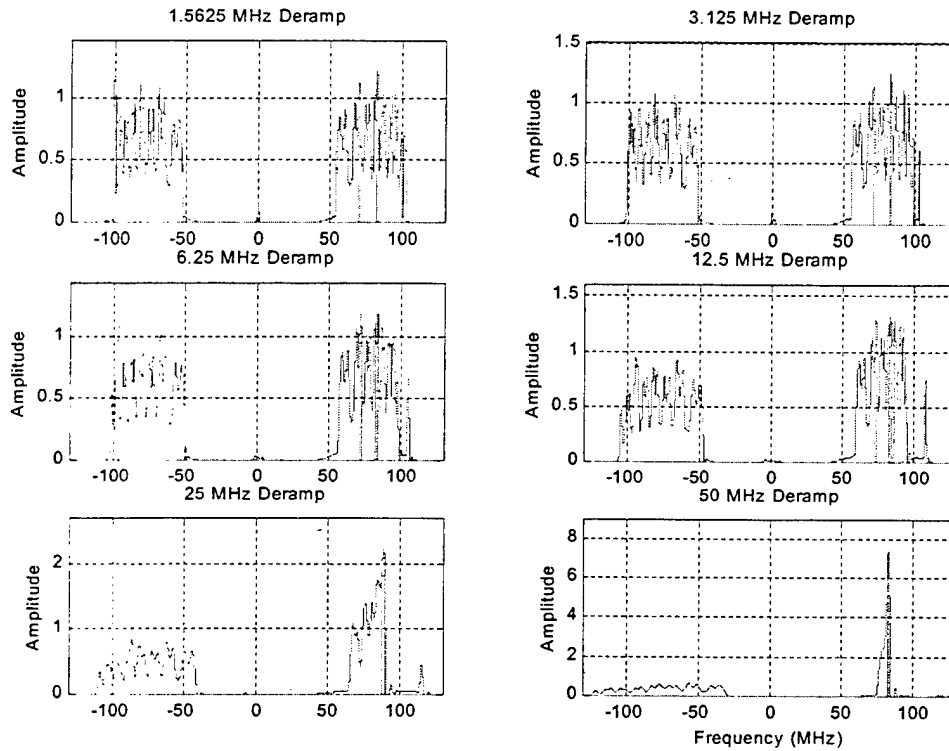 1.5625 MHz Deramp
3.125 MHz Deramp
Amplitude
1
0.5
0
-100 -50 0 50 100
Amplitude
1.5
1
0.5
0
-100 -50 0 50 100
6.25 MHz Deramp
12.5 MHz Deramp
Amplitude
1
0.5
0
-100 -50 0 50 100
Amplitude
1.5
1
0.5
0
-100 -50 0 50 100
25 MHz Deramp
50 MHz Deramp
Amplitude
2
1
0
-100 -50 0 50 100
Amplitude
8
6
4
2
0
-100 -50 0 50 100
Frequency (MHz)